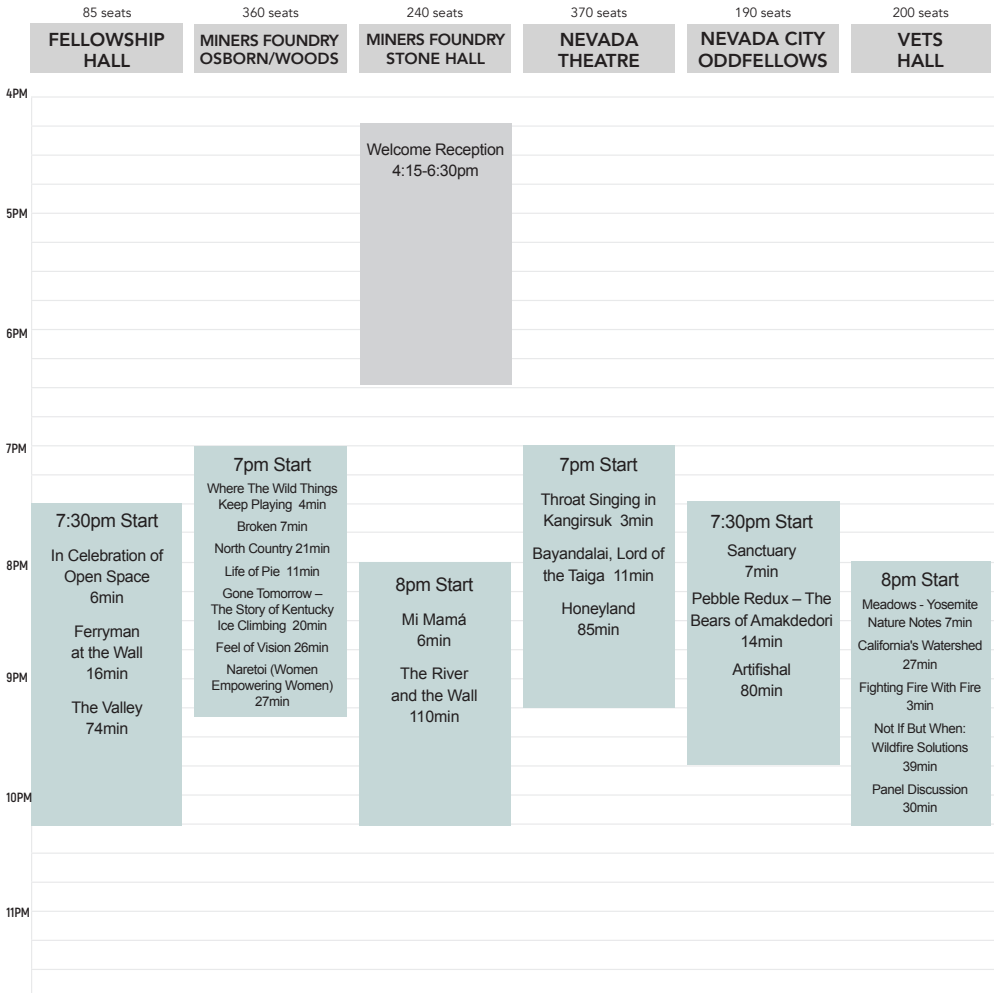 85 seats
360 seats
240 seats
370 seats
190 seats
200 seats
FELLOWSHIP
HALL
MINERS FOUNDRY
OSBORN/WOODS
MINERS FOUNDRY
STONE HALL
NEVADA
THEATRE
NEVADA CITY
ODDFELLOWS
VETS
HALL
4PM
5PM
6PM
7PM
8PM
9PM
10PM
11PM
7:30pm Start
In Celebration of
Open Space
6min
Ferryman
at the Wall
16min
The Valley
74min
7pm Start
Where The Wild Things
Keep Playing 4min
Broken 7min
North Country 21min
Life of Pie 11min
Gone Tomorrow –
The Story of Kentucky
Ice Climbing 20min
Feel of Vision 26min
Naretoi (Women
Empowering Women)
27min
Welcome Reception
4:15-6:30pm
8pm Start
Mi Mamá
6min
The River
and the Wall
110min
7pm Start
Throat Singing in
Kangirsuk 3min
Bayandalai, Lord of
the Taiga 11min
Honeyland
85min
7:30pm Start
Sanctuary
7min
Pebble Redux – The
Bears of Amakdedori
14min
Artifishal
80min
8pm Start
Meadows - Yosemite
Nature Notes 7min
California's Watershed
27min
Fighting Fire With Fire
3min
Not If But When:
Wildfire Solutions
39min
Panel Discussion
30min